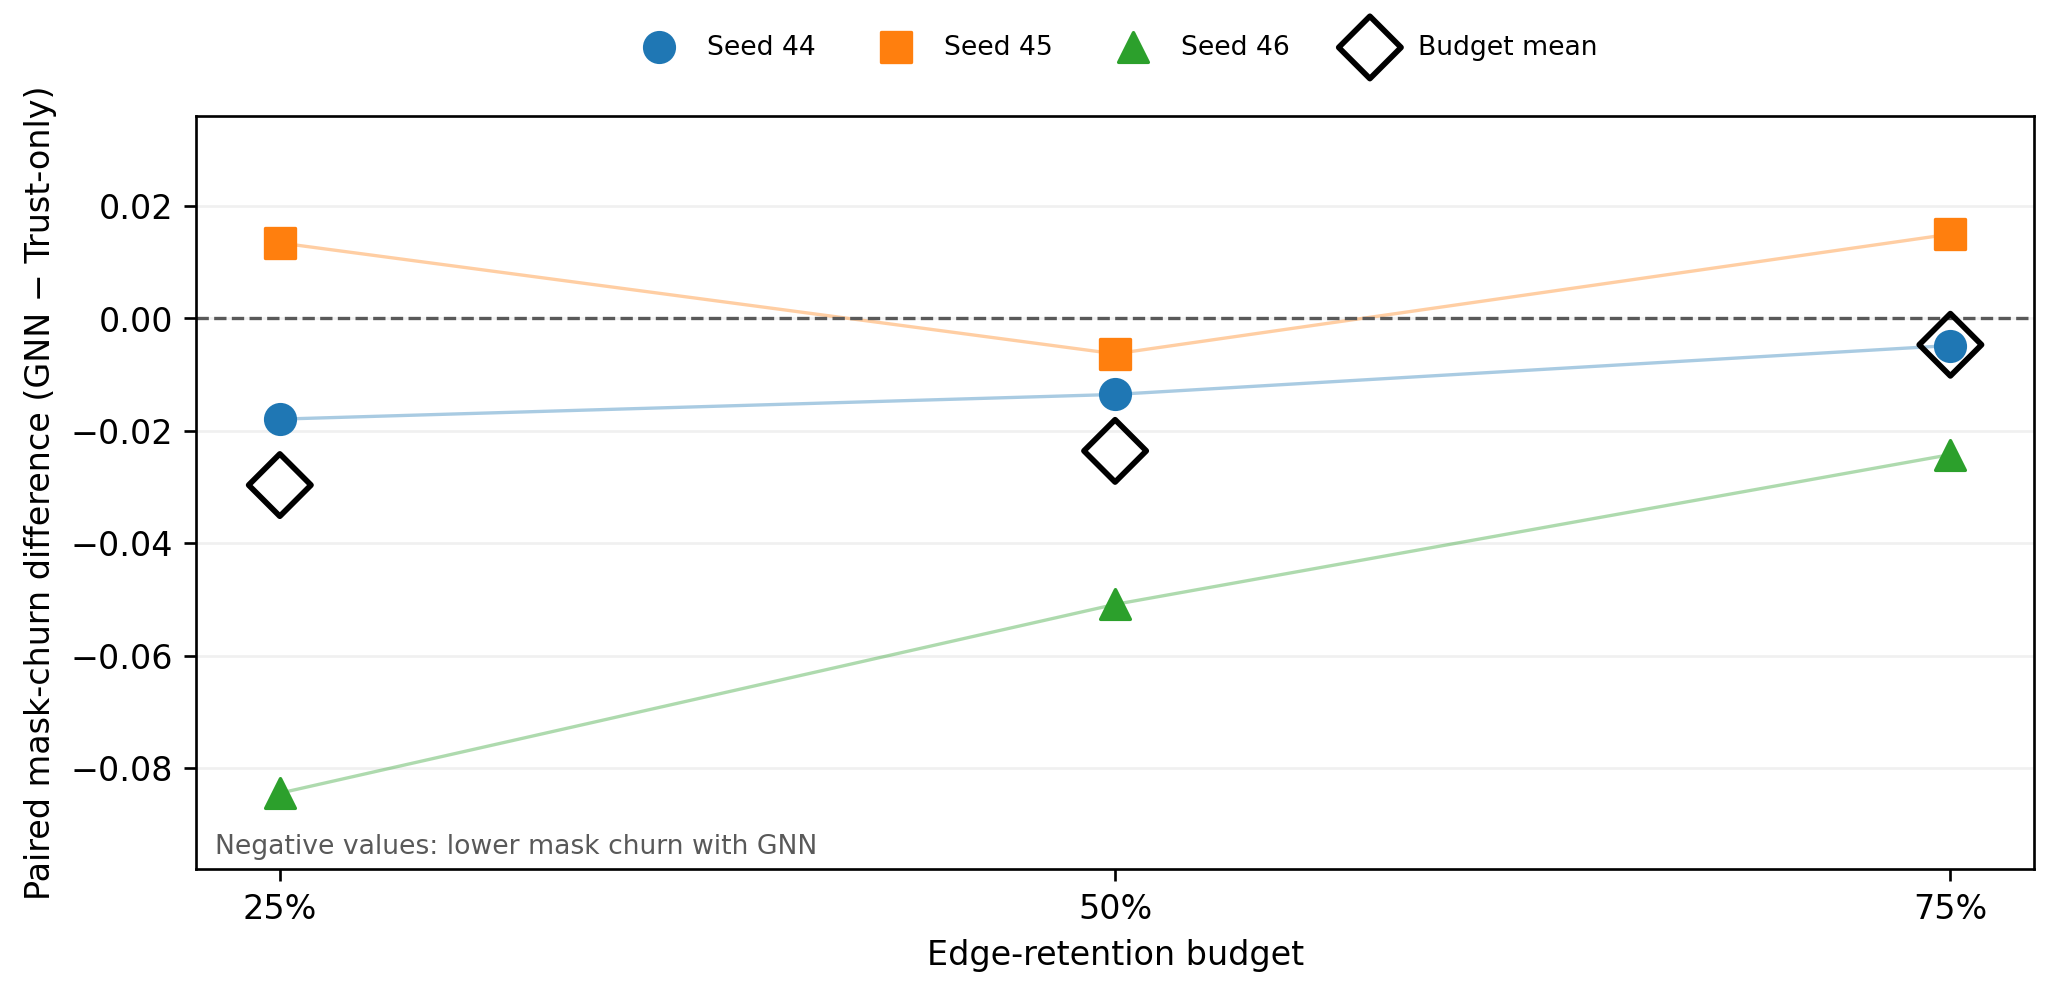 Seed 44
Seed 45
Seed 46
Budget mean
Paired mask-churn difference (GNN − Trust-only)
0.02
0.00
−0.02
−0.04
−0.06
−0.08
Negative values: lower mask churn with GNN
25%
50%
75%
Edge-retention budget